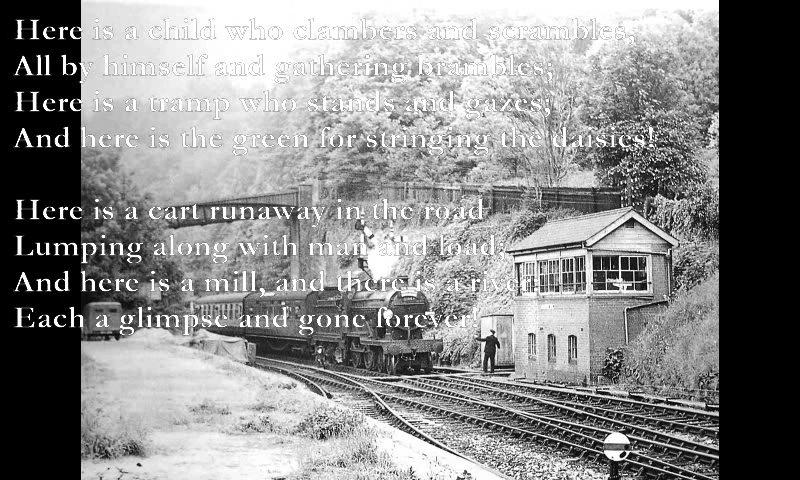 Here is a child who clambers and scrambles,
All by himself and gathering brambles;
Here is a tramp who stands and gazes;
And here is the green for stringing the daisies!
Here is a cart runaway in the road
Lumping along with man and load;
And here is a mill, and there is a river:
Each a glimpse and gone forever!